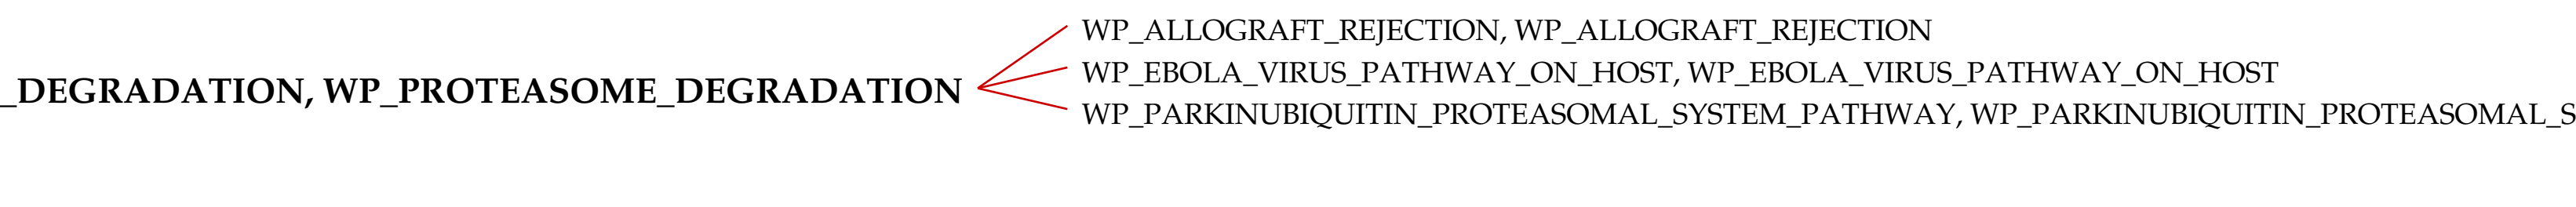 WP_ALLOGRAFT_REJECTION, WP_ALLOGRAFT_REJECTION
WP_EBOLA_VIRUS_PATHWAY_ON_HOST, WP_EBOLA_VIRUS_PATHWAY_ON_HOST
_DEGRADATION, WP_PROTEASOME_DEGRADATION
WP_PARKINUBIQUITIN_PROTEASOMAL_SYSTEM_PATHWAY, WP_PARKINUBIQUITIN_PROTEASOMAL_S